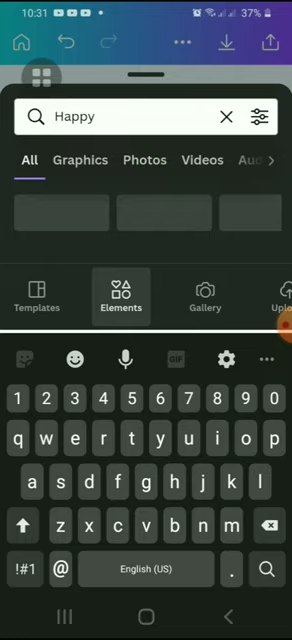 10:31
37%
Happy
All Graphics Photos Videos Aud
Templates Elements Gallery Uplo
GIF
1 2 3 4 5 6 7 8 9 0
q w e r t y u i o p
a s d f g h j k l
z x c v b n m
!#1 @ English (US) .